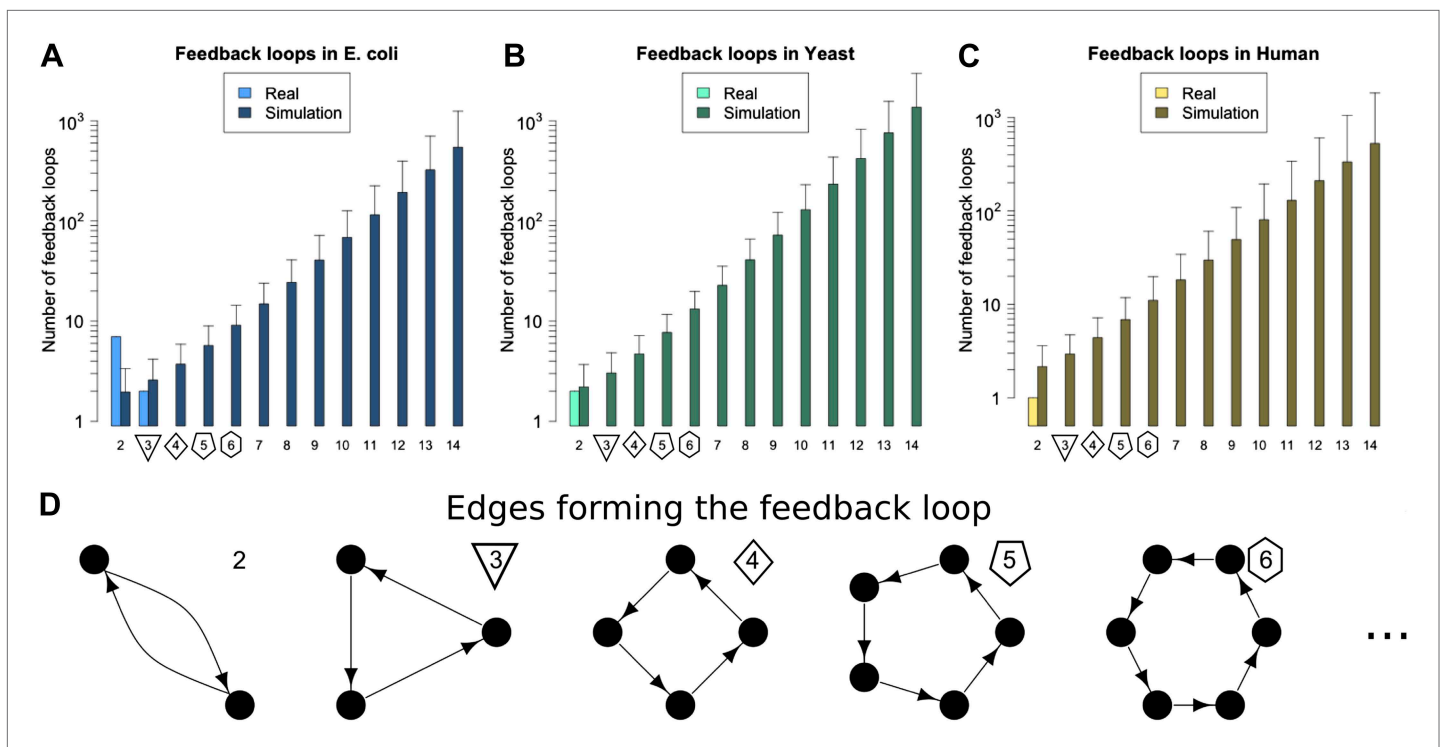 A Feedback loops in E. coli
Real
Simulation
Number of feedback loops
10³
10²
10
1
2 3 4 5 6 7 8 9 10 11 12 13 14
B Feedback loops in Yeast
Real
Simulation
Number of feedback loops
10³
10²
10
1
2 3 4 5 6 7 8 9 10 11 12 13 14
C Feedback loops in Human
Real
Simulation
Number of feedback loops
10³
10²
10
1
2 3 4 5 6 7 8 9 10 11 12 13 14
D Edges forming the feedback loop
2 3 4 5 6
...